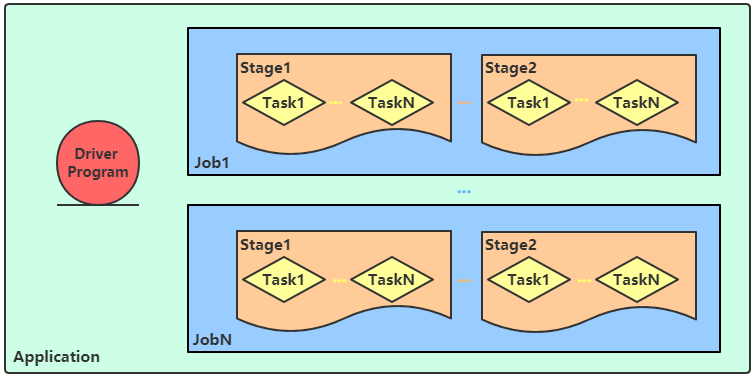 Stage1
Task1 ... TaskN
Stage2
Task1 ... TaskN
Job1
Driver
Program
...
Stage1
Task1 ... TaskN
Stage2
Task1 ... TaskN
JobN
Application